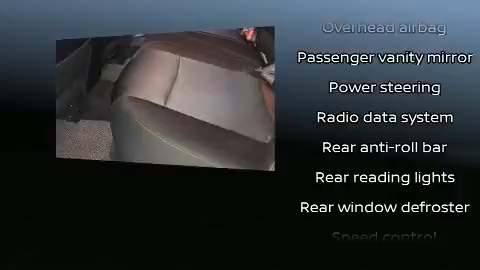 Overhead airbag
Passenger vanity mirror
Power steering
Radio data system
Rear anti-roll bar
Rear reading lights
Rear window defroster
Speed control